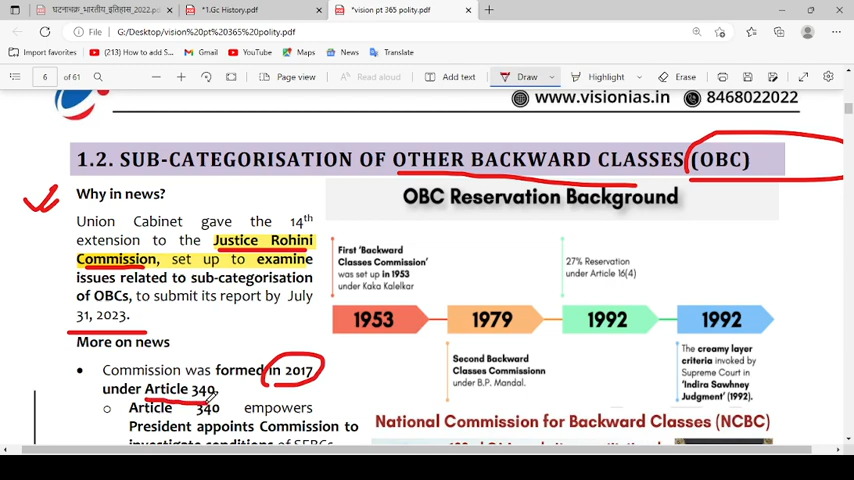 घटनाचक्र_भारतीय_इतिहास_2022.pd
*1.Gc History.pdf
*vision pt 365 polity.pdf
File
G:/Desktop/vision%20pt%20365%20polity.pdf
Import favorites
(213) How to add S...
Gmail
YouTube
Maps
News
Translate
6 of 61
Page view
Read aloud
Add text
Draw
Highlight
Erase
www.visionias.in 8468022022
1.2. SUB-CATEGORISATION OF OTHER BACKWARD CLASSES (OBC)
Why in news?
Union Cabinet gave the 14th
extension to the Justice Rohini
Commission, set up to examine
issues related to sub-categorisation
of OBCs, to submit its report by July
31, 2023.
More on news
• Commission was formed in 2017
under Article 340.
o Article 340 empowers
President appoints Commission to
investigate conditions of SEBCs
OBC Reservation Background
First 'Backward
Classes Commission'
was set up in 1953
under Kaka Kalelkar
27% Reservation
under Article 16(4)
1953
1979
1992
1992
Second Backward
Classes Commissionn
under B.P. Mandal.
The creamy layer
criteria invoked by
Supreme Court in
'Indira Sawhney
Judgment' (1992).
National Commission for Backward Classes (NCBC)